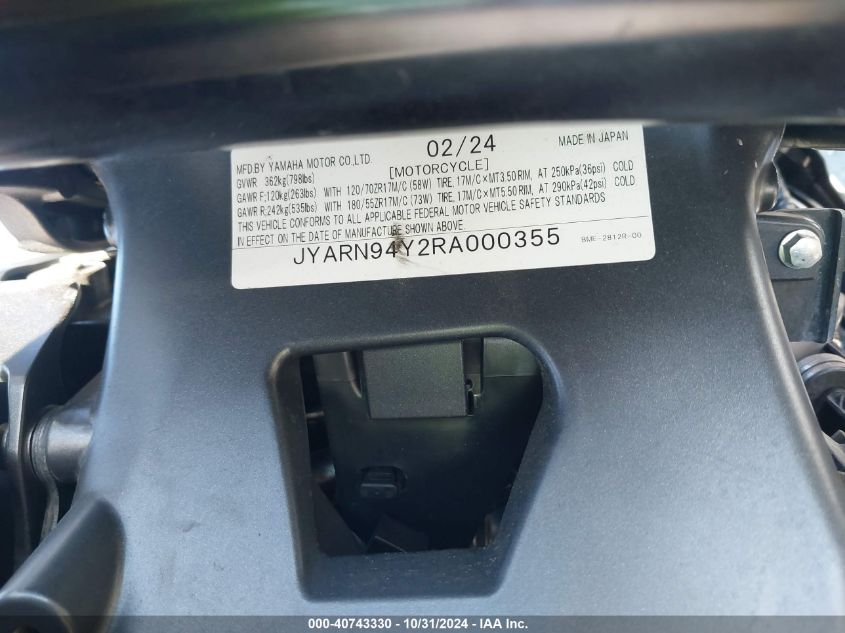 MFD.BY YAMAHA MOTOR CO.,LTD. 02/24 MADE IN JAPAN
GVWR 362kg(798lbs) [MOTORCYCLE]
GAWR F;120kg(263lbs) WITH 120/70ZR17M/C (58W) TIRE, 17M/C×MT3.50 RIM, AT 250kPa(36psi) COLD
GAWR R;242kg(535lbs) WITH 180/55ZR17M/C (73W) TIRE, 17M/C×MT5.50 RIM, AT 290kPa(42psi) COLD
THIS VEHICLE CONFORMS TO ALL APPLICABLE FEDERAL MOTOR VEHICLE SAFETY STANDARDS
IN EFFECT ON THE DATE OF MANUFACTURE SHOWN ABOVE.
JYARN94Y2RA000355 BME-2812R-00
000-40743330 - 10/31/2024 - IAA Inc.